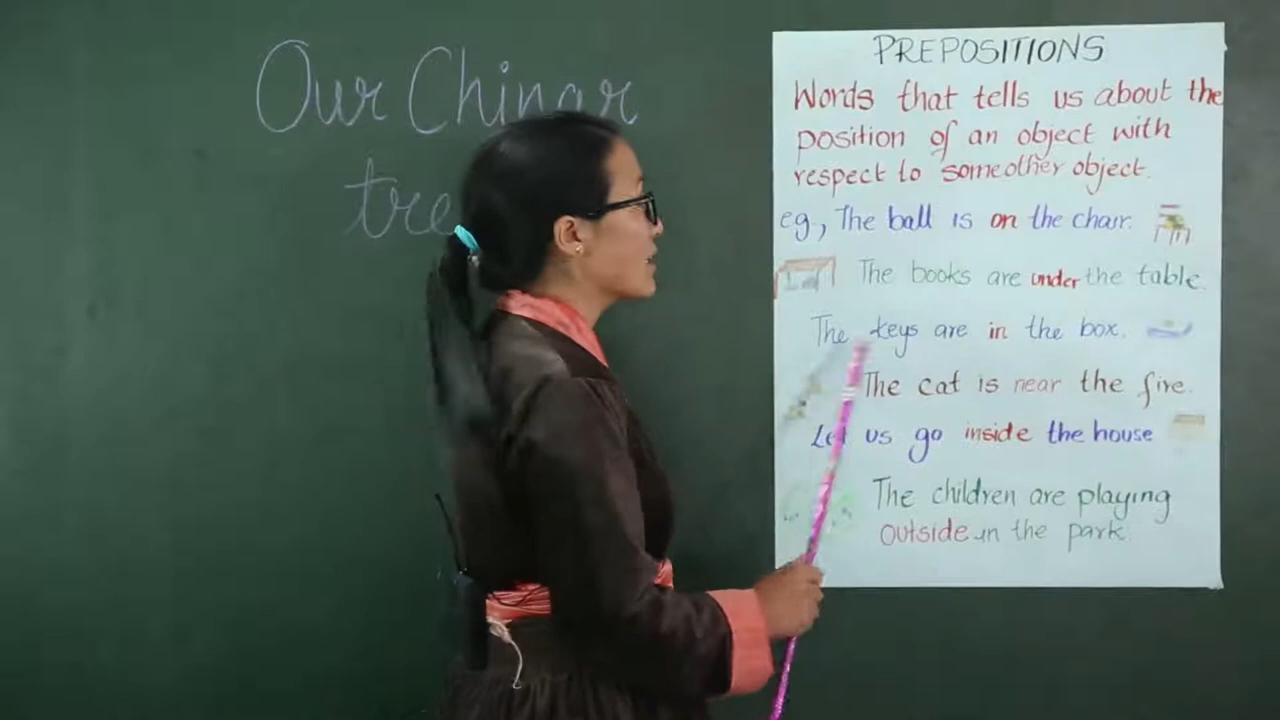 Our Chinar
tre
PREPOSITIONS
Words that tells us about the
position of an object with
respect to someother object.
eg, The ball is on the chair.
The books are under the table.
The keys are in the box.
The cat is near the fire.
Let us go inside the house
The children are playing
outside in the park.